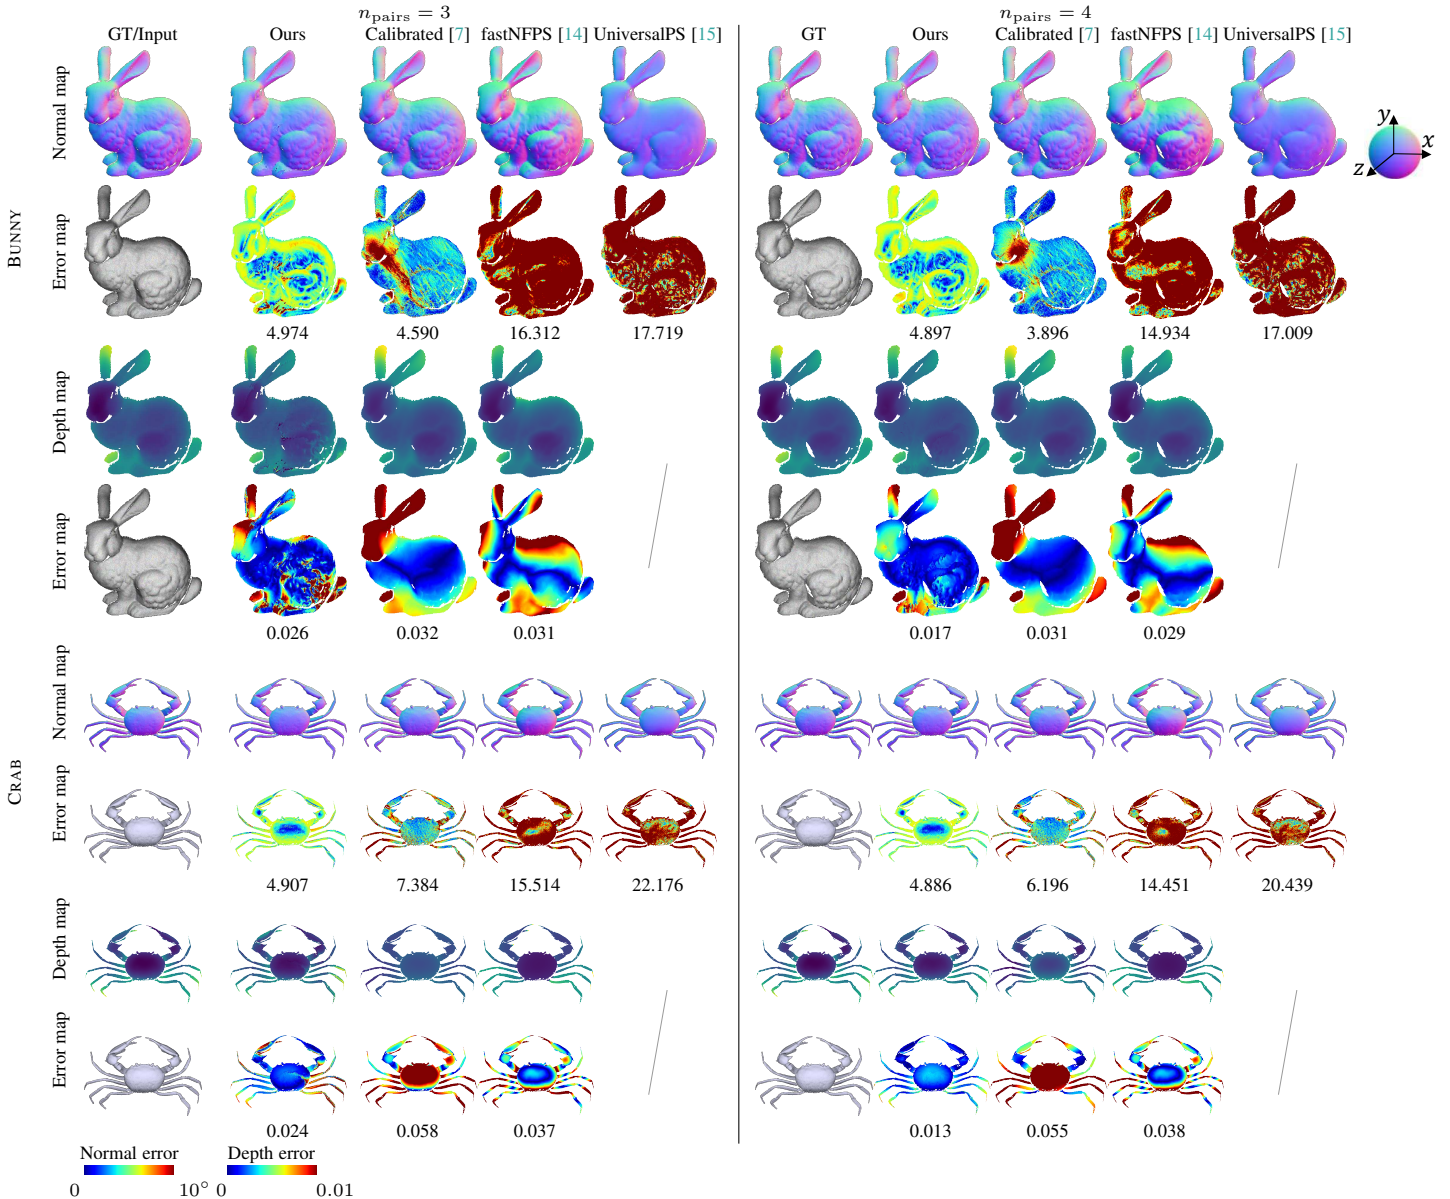 n_pairs = 3 n_pairs = 4
GT/Input Ours Calibrated [7] fastNFPS [14] UniversalPS [15] GT Ours Calibrated [7] fastNFPS [14] UniversalPS [15]
BUNNY
Normal map
y
x
z
Error map
4.974 4.590 16.312 17.719 4.897 3.896 14.934 17.009
Depth map
Error map
0.026 0.032 0.031 0.017 0.031 0.029
CRAB
Normal map
Error map
4.907 7.384 15.514 22.176 4.886 6.196 14.451 20.439
Depth map
Error map
0.024 0.058 0.037 0.013 0.055 0.038
Normal error Depth error
0 10° 0 0.01